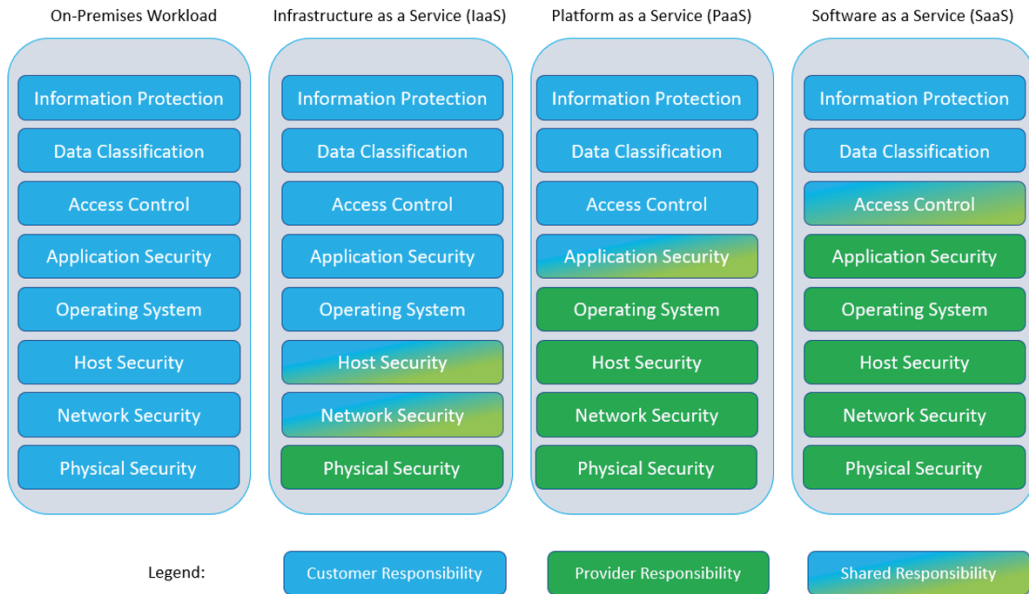 On-Premises Workload
Infrastructure as a Service (IaaS)
Platform as a Service (PaaS)
Software as a Service (SaaS)
Information Protection
Data Classification
Access Control
Application Security
Operating System
Host Security
Network Security
Physical Security
Information Protection
Data Classification
Access Control
Application Security
Operating System
Host Security
Network Security
Physical Security
Information Protection
Data Classification
Access Control
Application Security
Operating System
Host Security
Network Security
Physical Security
Information Protection
Data Classification
Access Control
Application Security
Operating System
Host Security
Network Security
Physical Security
Legend:
Customer Responsibility
Provider Responsibility
Shared Responsibility